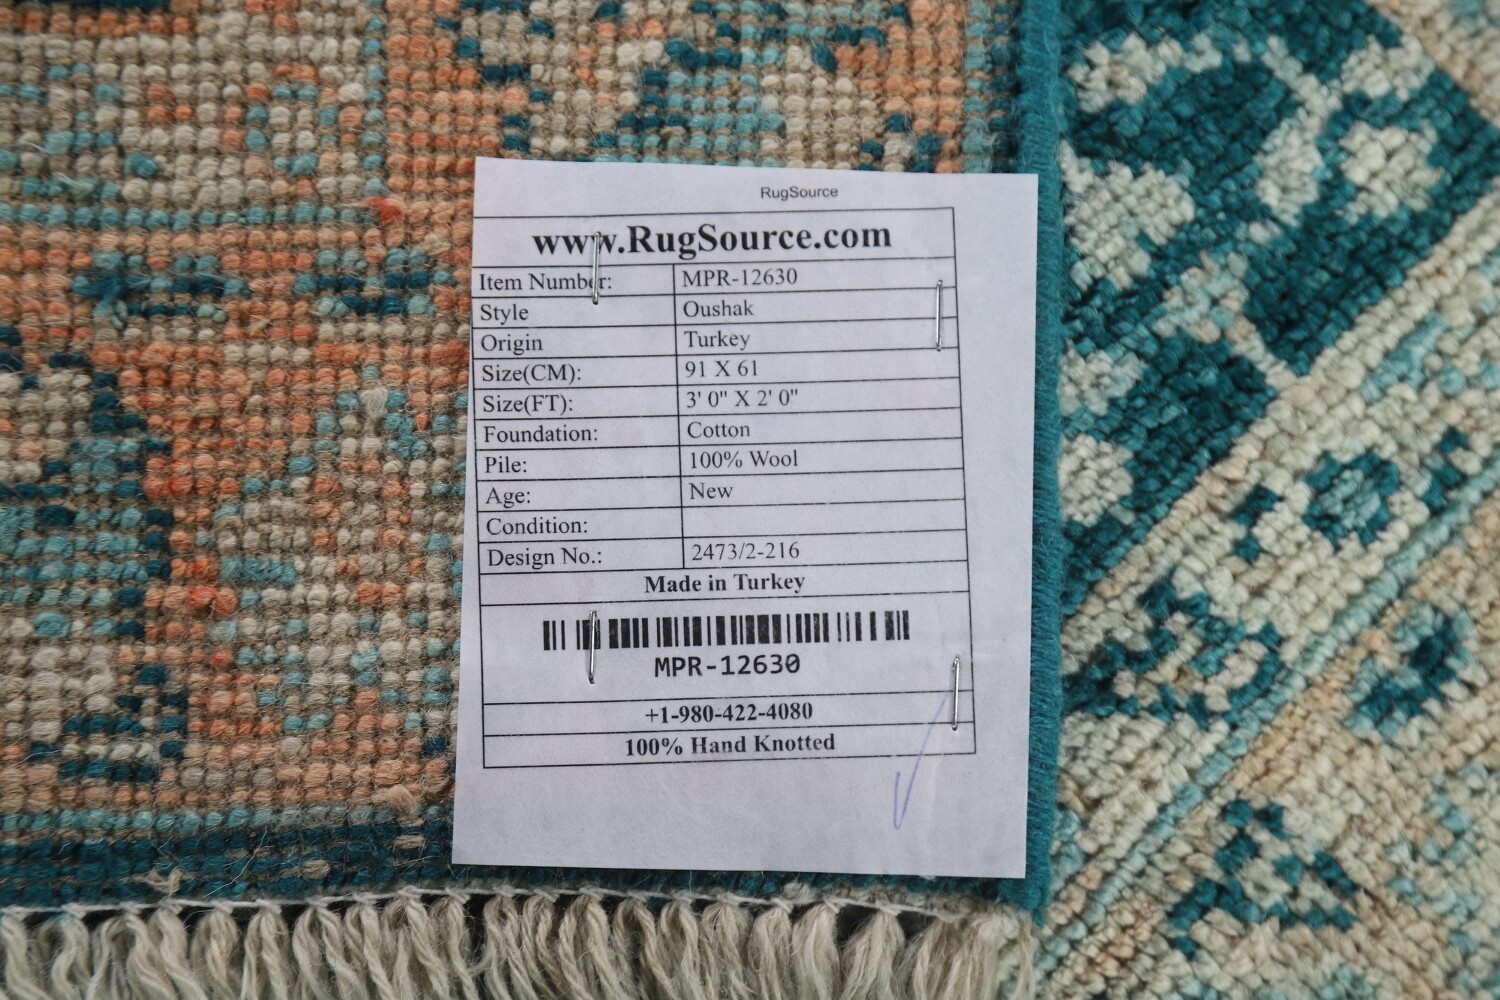 RugSource
www.RugSource.com
Item Number: MPR-12630
Style Oushak
Origin Turkey
Size(CM): 91 X 61
Size(FT): 3' 0" X 2' 0"
Foundation: Cotton
Pile: 100% Wool
Age: New
Condition:
Design No.: 2473/2-216
Made in Turkey
MPR-12630
+1-980-422-4080
100% Hand Knotted